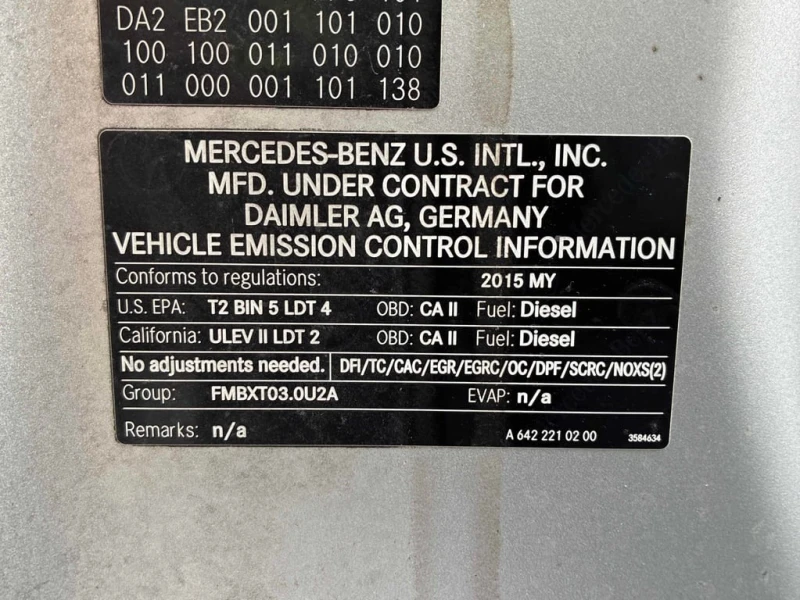 DA2 EB2 001 101 010
100 100 011 010 010
011 000 001 101 138
MERCEDES-BENZ U.S. INTL., INC.
MFD. UNDER CONTRACT FOR
DAIMLER AG, GERMANY
VEHICLE EMISSION CONTROL INFORMATION
Conforms to regulations: 2015 MY
U.S. EPA: T2 BIN 5 LDT 4 OBD: CA II Fuel: Diesel
California: ULEV II LDT 2 OBD: CA II Fuel: Diesel
No adjustments needed. DFI/TC/CAC/EGR/EGRC/OC/DPF/SCRC/NOXS(2)
Group: FMBXT03.0U2A EVAP: n/a
Remarks: n/a A 642 221 02 00 3584634